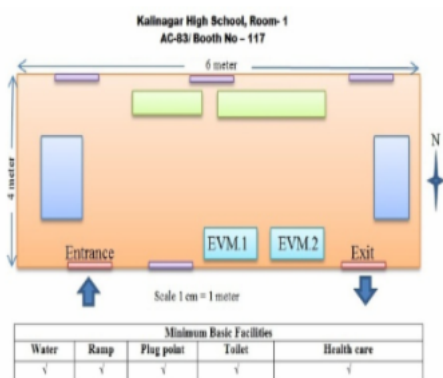 Kalinagar High School, Room- 1
AC-83/ Booth No – 117
6 meter
4 meter
N
EVM.1 EVM.2
Entrance Exit
Scale 1 cm = 1 meter
Minimum Basic Facilities
Water Ramp Plug point Toilet Health care
√ √ √ √ √